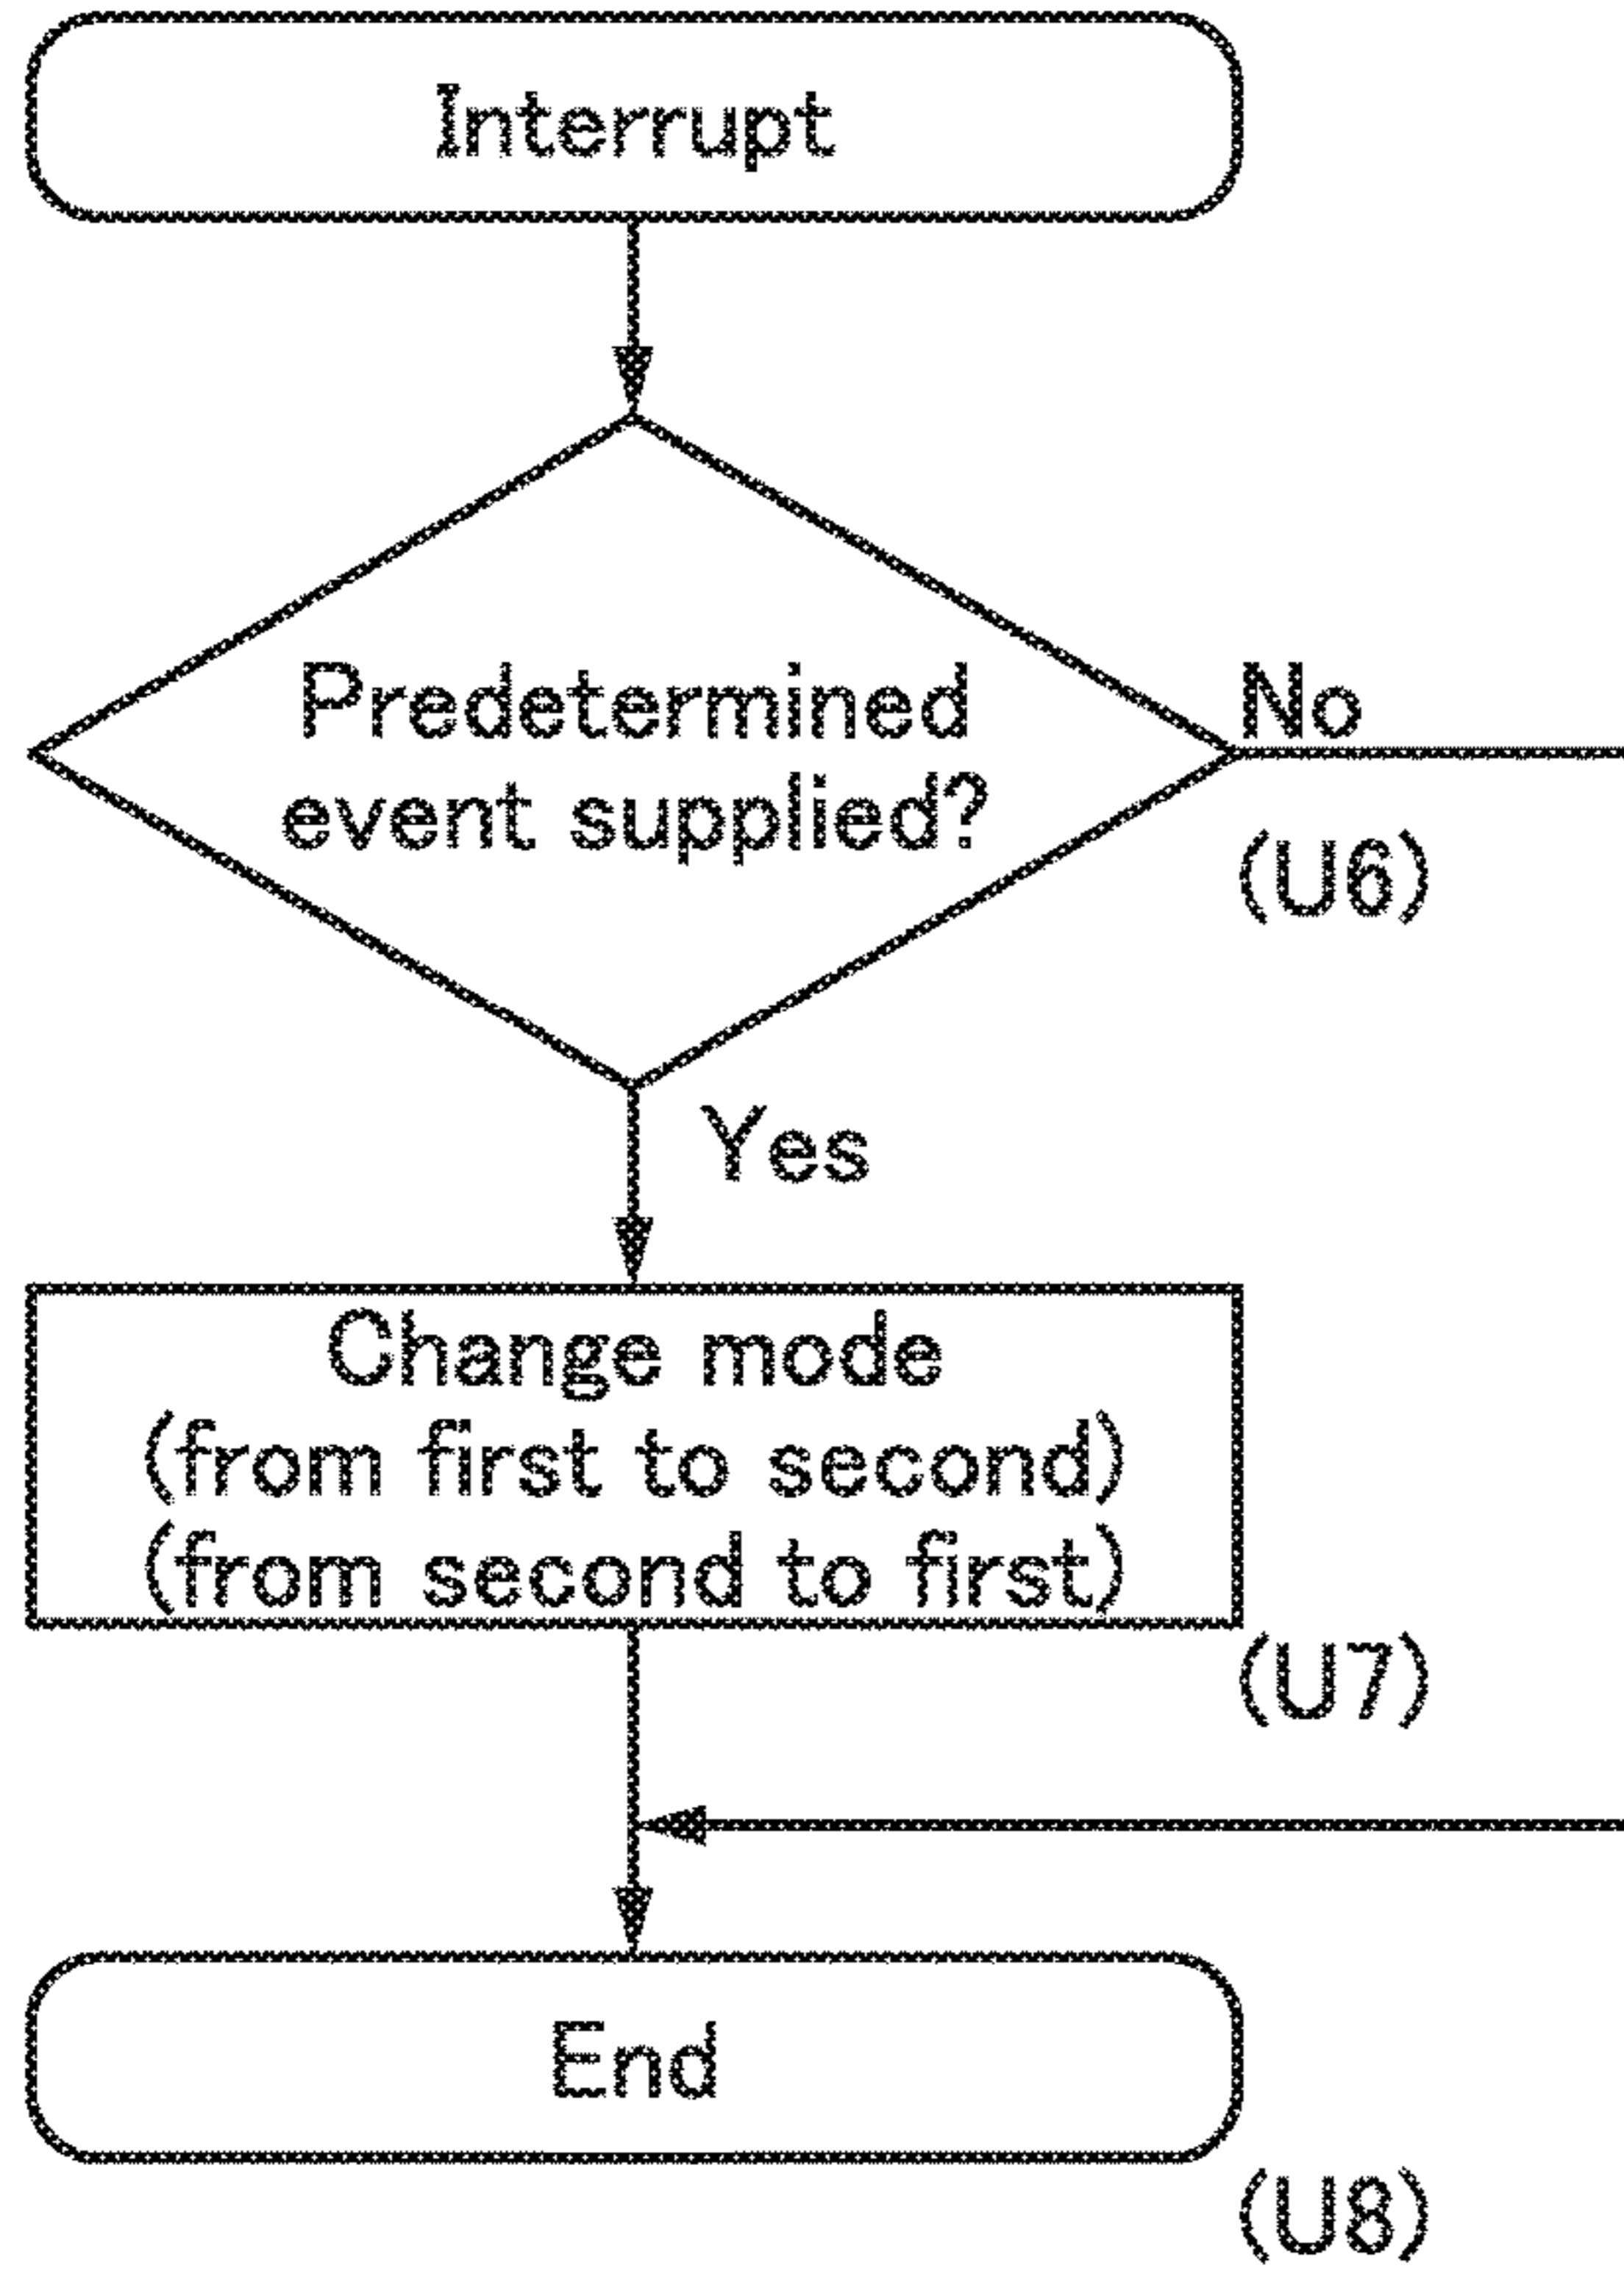 Interrupt
Predetermined
event supplied?
No
(U6)
Yes
Change mode
(from first to second)
(from second to first)
(U7)
End
(U8)